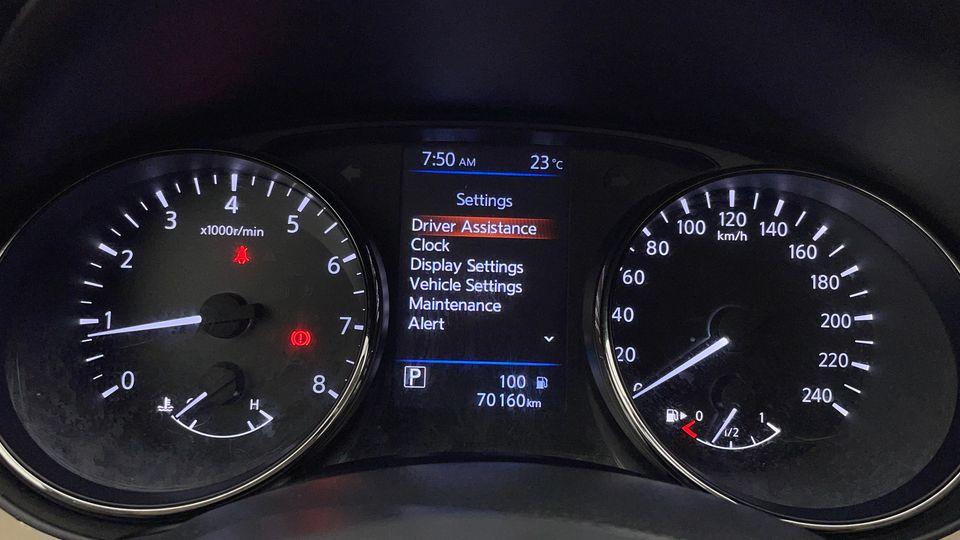 7:50 AM 23°C
Settings
Driver Assistance
Clock
Display Settings
Vehicle Settings
Maintenance
Alert
P
100
70160km
0
1
2
3
4
5
6
7
8
x1000r/min
H
0
20
40
60
80
100
120
140
160
180
200
220
240
km/h
0
1/2
1